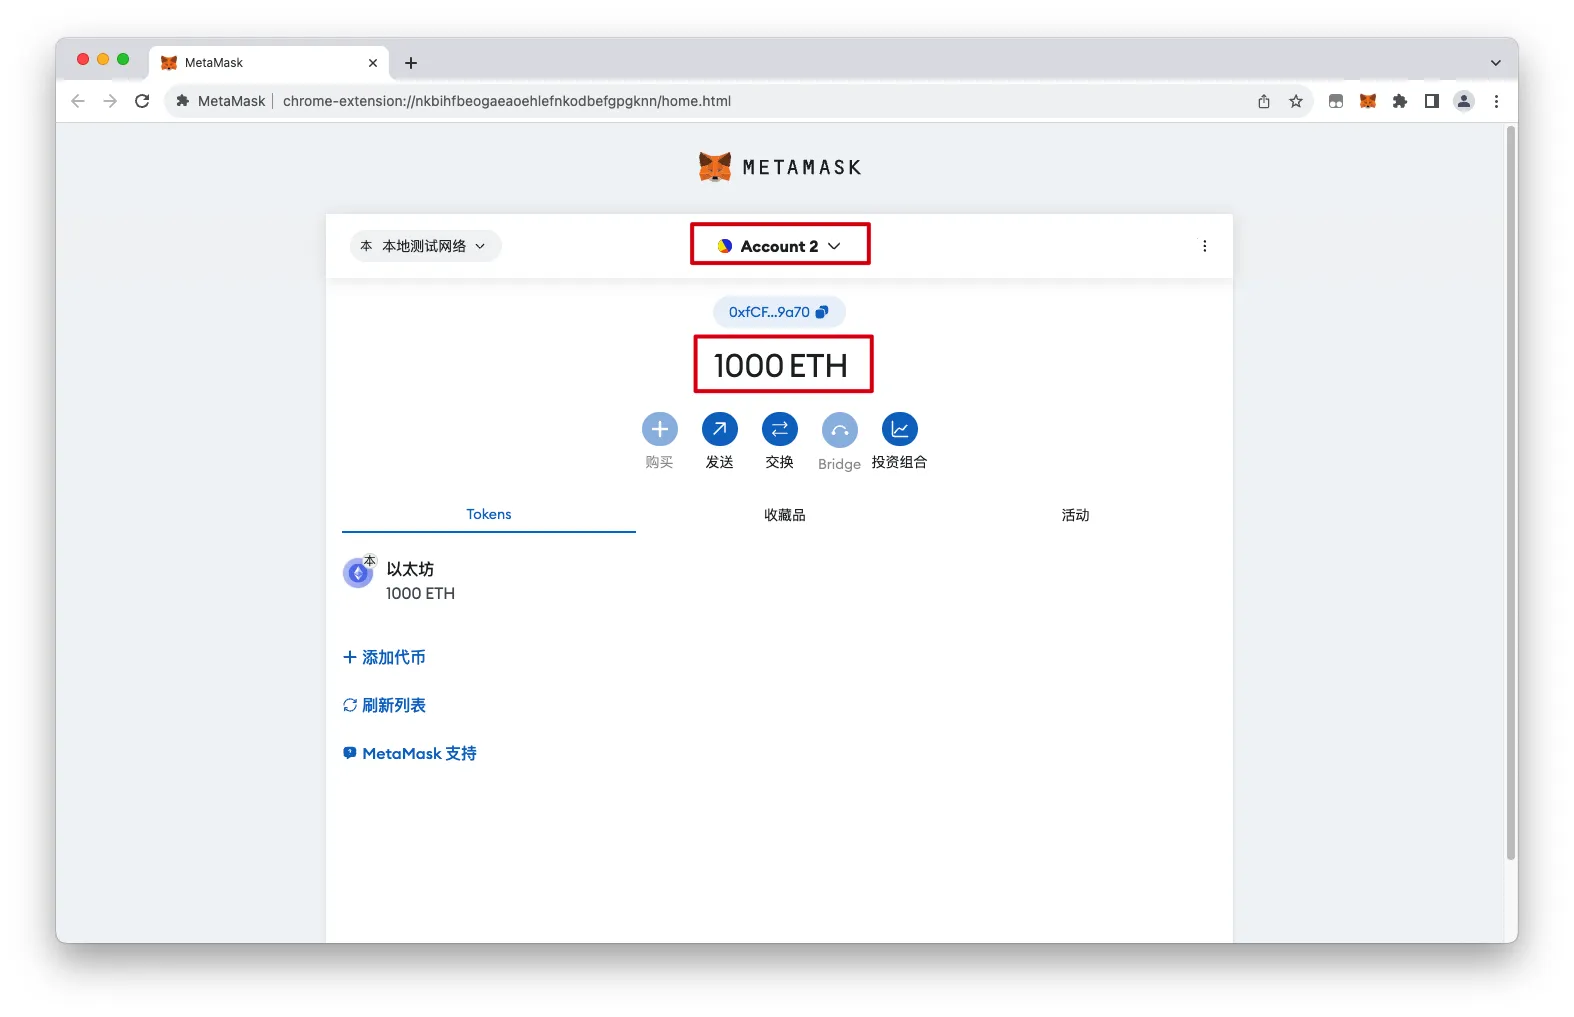 MetaMask
MetaMask chrome-extension://nkbihfbeogaeaoehlefnkodbefgpgknn/home.html
METAMASK
本 本地测试网络 Account 2
0xfCF...9a70
1000 ETH
购买 发送 交换 Bridge 投资组合
Tokens 收藏品 活动
本
以太坊
1000 ETH
添加代币
刷新列表
MetaMask 支持